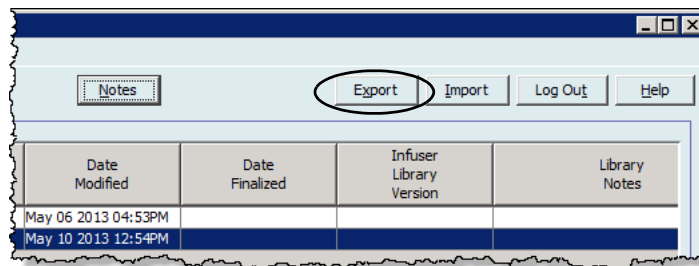 Notes Export Import Log Out Help
Date Modified Date Finalized Infuser Library Version Library Notes
May 06 2013 04:53PM
May 10 2013 12:54PM